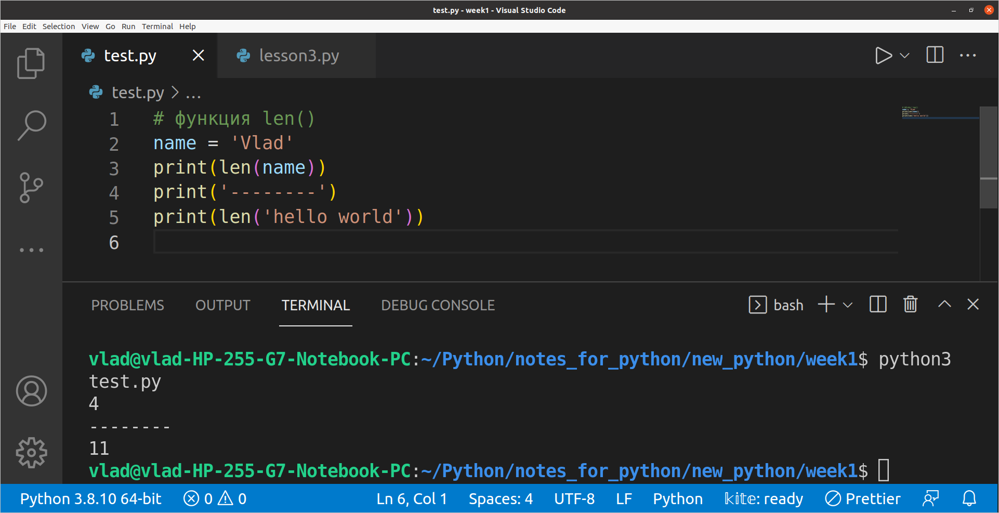 test.py - week1 - Visual Studio Code
File Edit Selection View Go Run Terminal Help
test.py lesson3.py
test.py > ...
1 # функция len()
2 name = 'Vlad'
3 print(len(name))
4 print('--------')
5 print(len('hello world'))
6
PROBLEMS OUTPUT TERMINAL DEBUG CONSOLE bash
vlad@vlad-HP-255-G7-Notebook-PC:~/Python/notes_for_python/new_python/week1$ python3
test.py
4
--------
11
vlad@vlad-HP-255-G7-Notebook-PC:~/Python/notes_for_python/new_python/week1$
Python 3.8.10 64-bit 0 0 Ln 6, Col 1 Spaces: 4 UTF-8 LF Python kite: ready Prettier